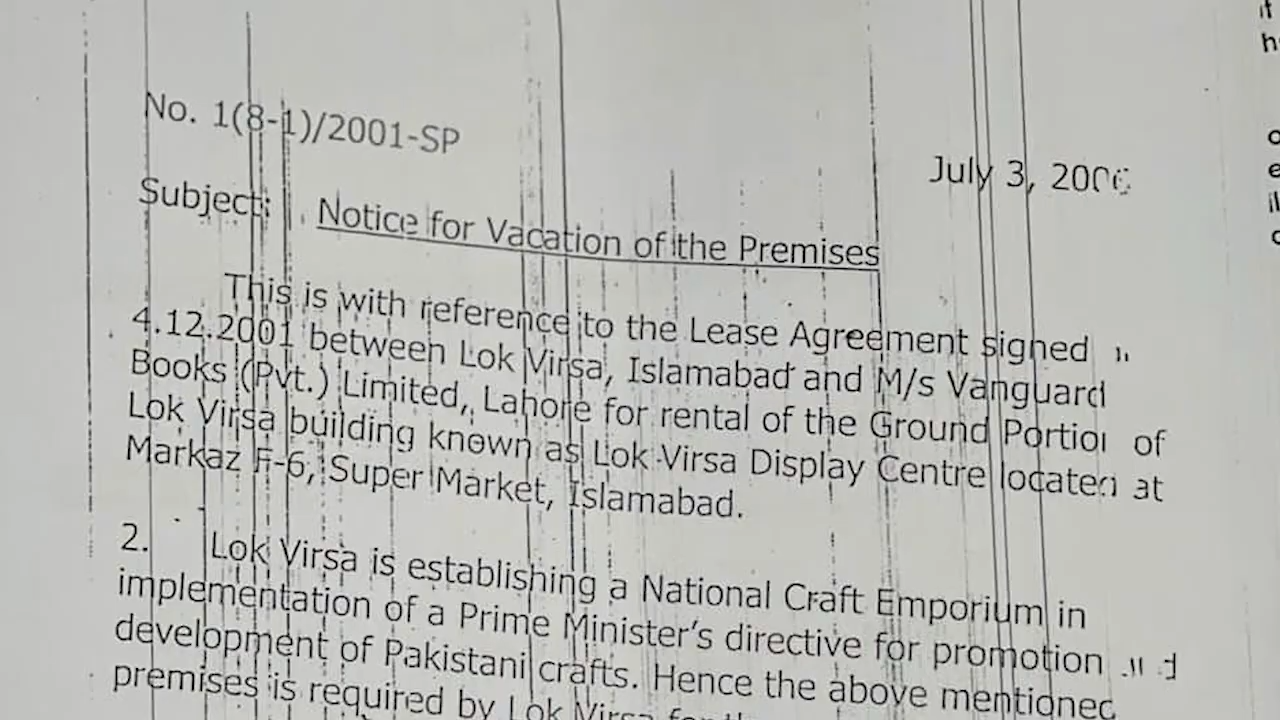 No. 1(8-1)/2001-SP
July 3,
Subject: Notice for Vacation of the Premises
This is with reference to the Lease Agreement signed
4.12.2001 between Lok Virsa, Islamabad and M/s Vanguard
Books (Pvt.) Limited, Lahore for rental of the Ground Portion of
Lok Virsa building known as Lok Virsa Display Centre located at
Markaz F-6, Super Market, Islamabad.
2. Lok Virsa is establishing a National Craft Emporium in
implementation of a Prime Minister's directive for promotion
development of Pakistani crafts. Hence the above mentioned
premises is required by Lok Virsa